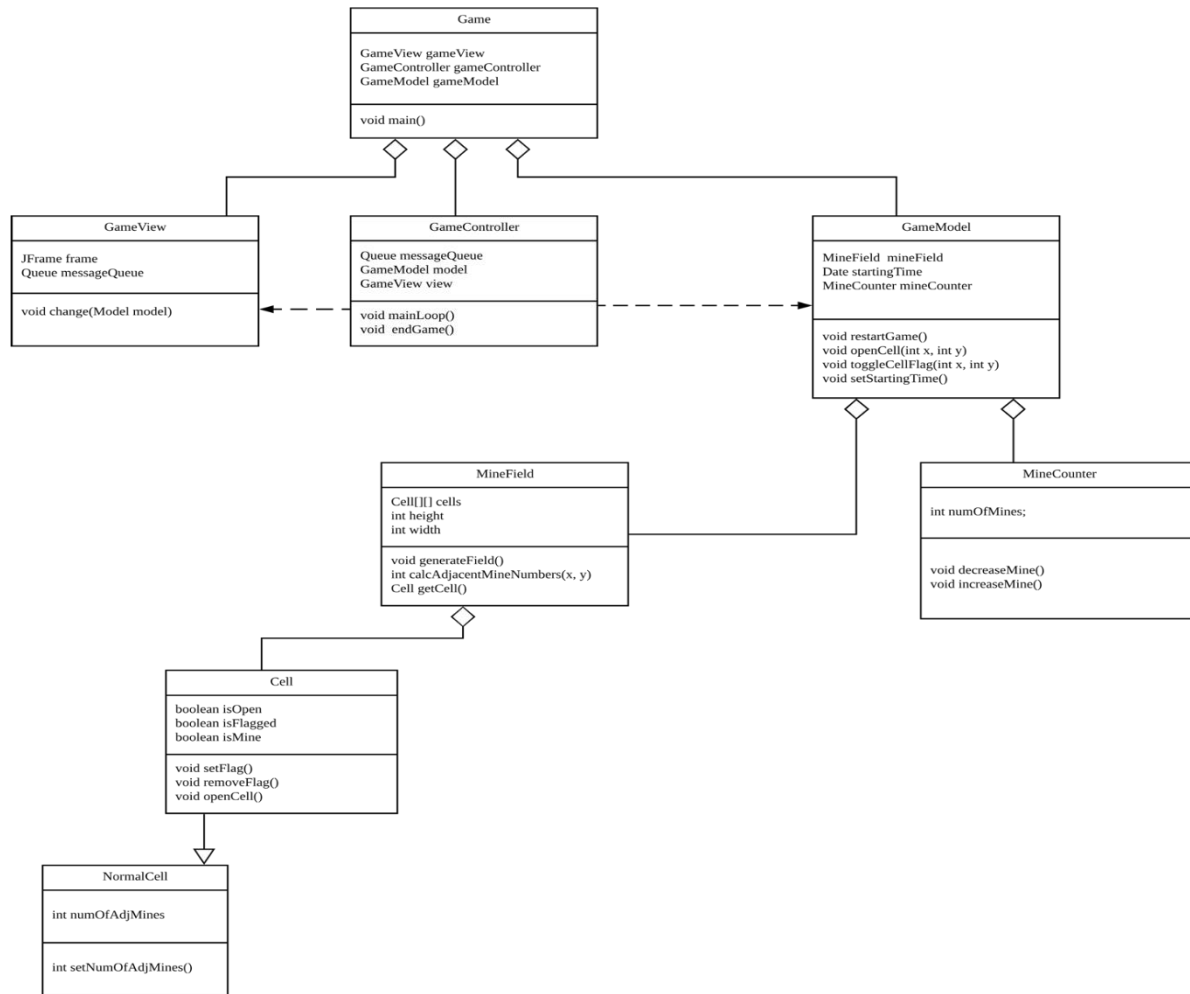 Game
GameView gameView
GameController gameController
GameModel gameModel
void main()
GameView
JFrame frame
Queue messageQueue
void change(Model model)
GameController
Queue messageQueue
GameModel model
GameView view
void mainLoop()
void endGame()
GameModel
MineField mineField
Date startingTime
MineCounter mineCounter
void restartGame()
void openCell(int x, int y)
void toggleCellFlag(int x, int y)
void setStartingTime()
MineField
Cell[][] cells
int height
int width
void generateField()
int calcAdjacentMineNumbers(x, y)
Cell getCell()
MineCounter
int numOfMines;
void decreaseMine()
void increaseMine()
Cell
boolean isOpen
boolean isFlagged
boolean isMine
void setFlag()
void removeFlag()
void openCell()
NormalCell
int numOfAdjMines
int setNumOfAdjMines()